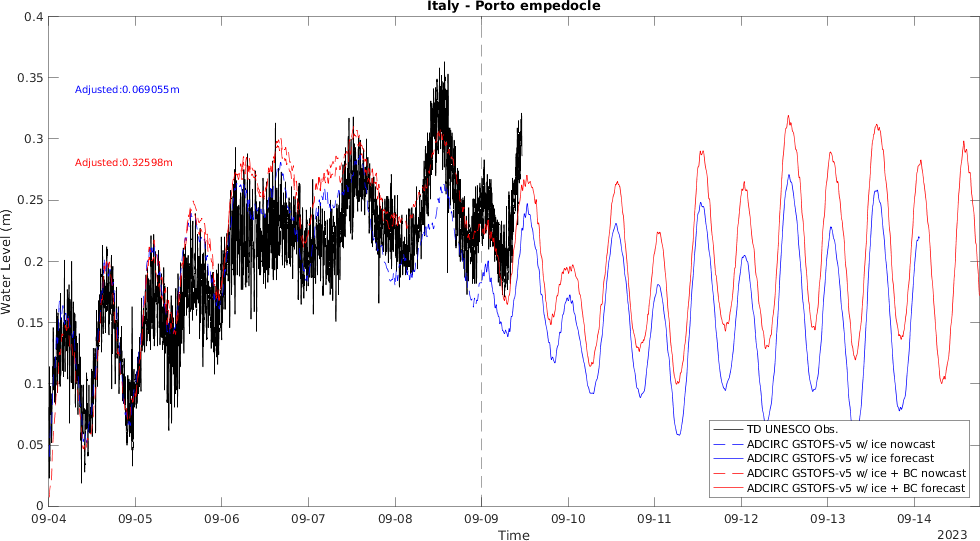 Italy - Porto empedocle
0.4
0.35
0.3
0.25
0.2
0.15
0.1
0.05
0
Water Level (m)
Adjusted:0.069055m
Adjusted:0.32598m
TD UNESCO Obs.
ADCIRC GSTOFS-v5 w/ ice nowcast
ADCIRC GSTOFS-v5 w/ ice forecast
ADCIRC GSTOFS-v5 w/ ice + BC nowcast
ADCIRC GSTOFS-v5 w/ ice + BC forecast
09-04 09-05 09-06 09-07 09-08 09-09 09-10 09-11 09-12 09-13 09-14
Time
2023